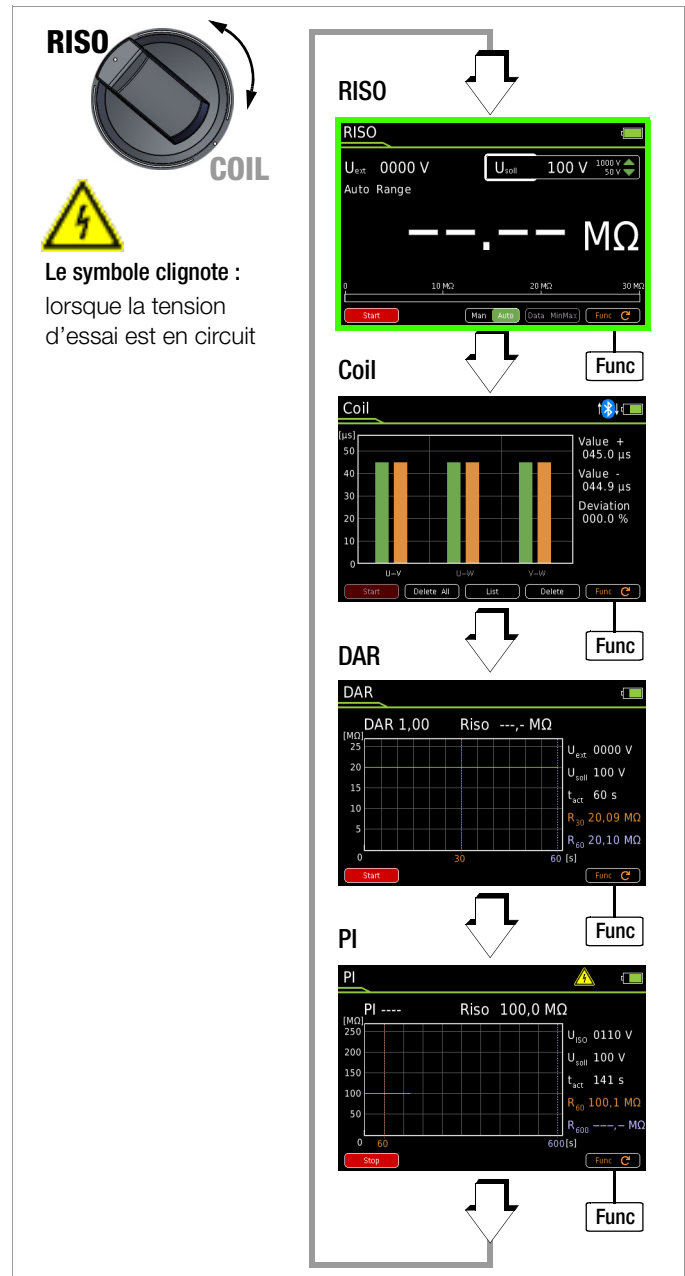 RISO
COIL
Le symbole clignote :
lorsque la tension
d'essai est en circuit
RISO
RISO
Uext 0000 V
Usoll 100 V 1000 V
50 V
Auto Range
−−.−− MΩ
0 10 MΩ 20 MΩ 30 MΩ
Start Man Auto Data MinMax Func
Func
Coil
Coil
[µs]
50
40
30
20
10
0
U−V U−W V−W
Value +
045.0 µs
Value -
044.9 µs
Deviation
000.0 %
Start Delete All List Delete Func
Func
DAR
DAR
DAR 1,00 Riso ---,- MΩ
[MΩ]
25
20
15
10
5
0 30 60 [s]
Uext 0000 V
Usoll 100 V
tact 60 s
R30 20,09 MΩ
R60 20,10 MΩ
Start Func
Func
PI
PI
PI ---- Riso 100,0 MΩ
[MΩ]
250
200
150
100
50
0 60 600 [s]
UISO 0110 V
Usoll 100 V
tact 141 s
R60 100,1 MΩ
R600 −−−,− MΩ
Stop Func
Func